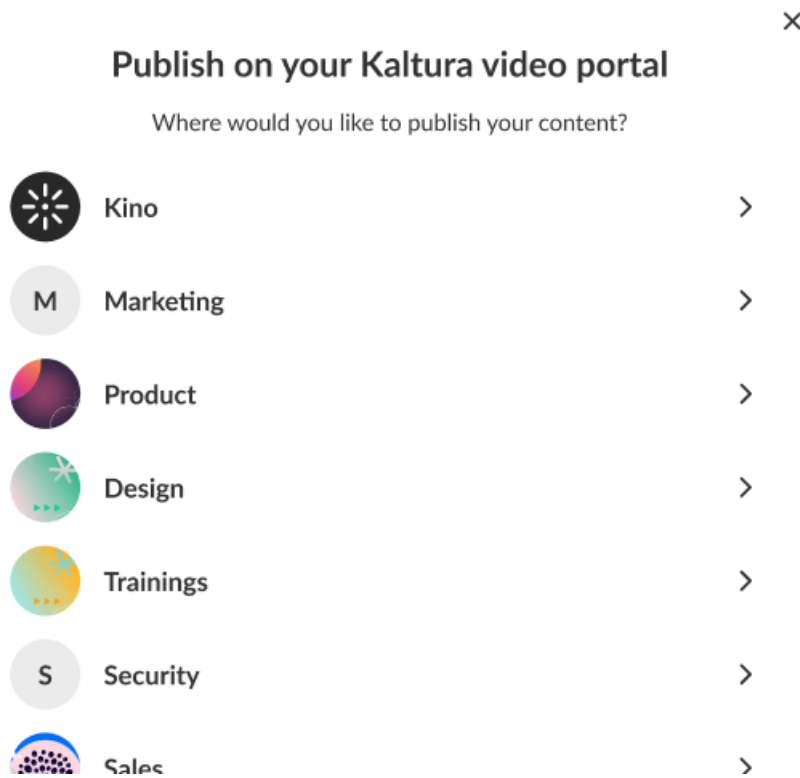 Publish on your Kaltura video portal
Where would you like to publish your content?
Kino
M
Marketing
Product
Design
Trainings
S
Security
Sales